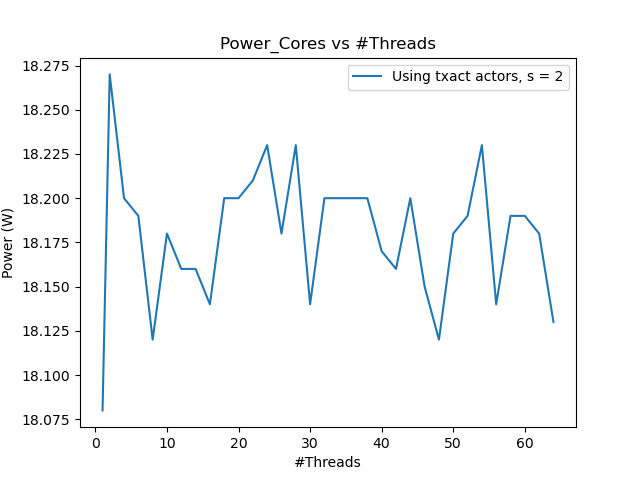 Power_Cores vs #Threads
Using txact actors, s = 2
Power (W)
18.275
18.250
18.225
18.200
18.175
18.150
18.125
18.100
18.075
0 10 20 30 40 50 60
#Threads